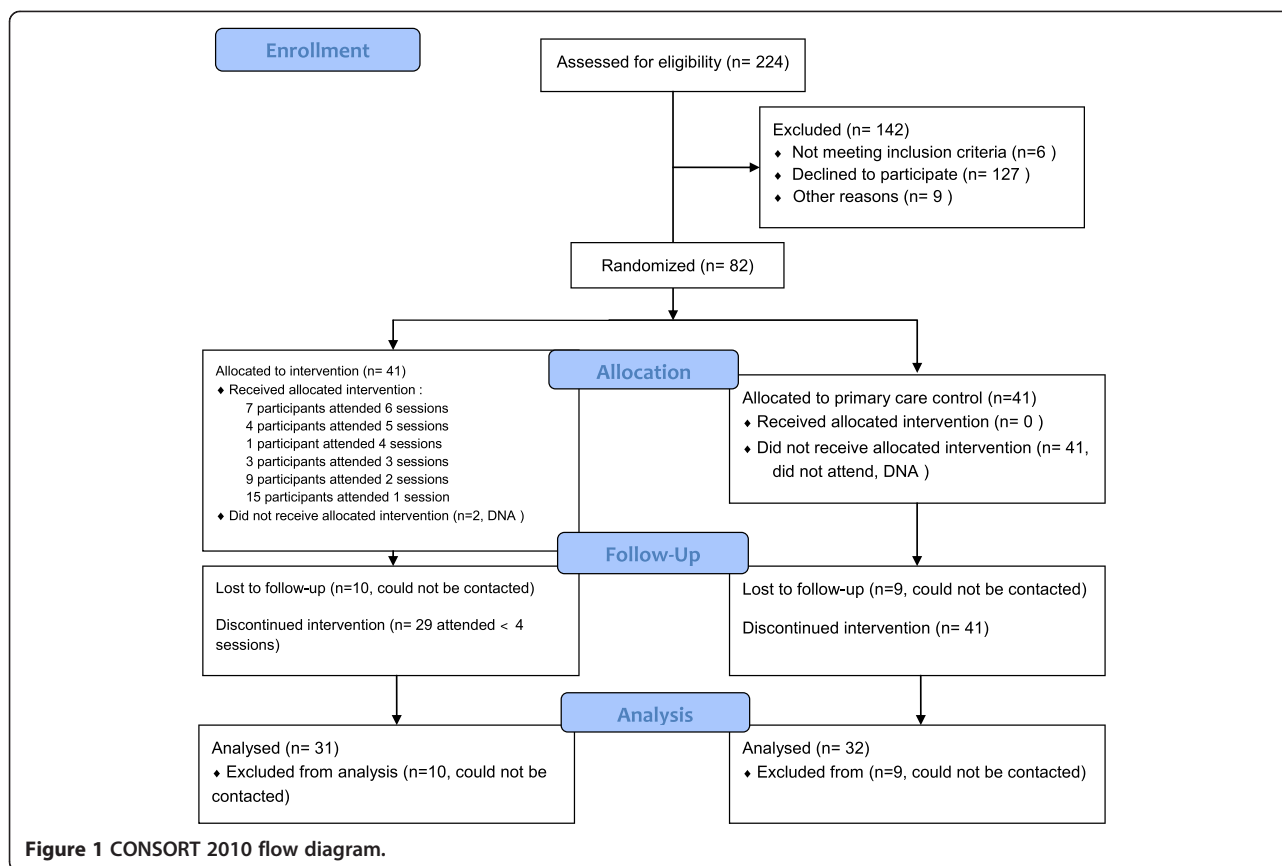 Enrollment
Assessed for eligibility (n= 224)
Excluded (n= 142)
♦ Not meeting inclusion criteria (n=6 )
♦ Declined to participate (n= 127 )
♦ Other reasons (n= 9 )
Randomized (n= 82)
Allocation
Allocated to intervention (n= 41)
♦ Received allocated intervention :
7 participants attended 6 sessions
4 participants attended 5 sessions
1 participant attended 4 sessions
3 participants attended 3 sessions
9 participants attended 2 sessions
15 participants attended 1 session
♦ Did not receive allocated intervention (n=2, DNA )
Allocated to primary care control (n=41)
♦ Received allocated intervention (n= 0 )
♦ Did not receive allocated intervention (n= 41,
did not attend, DNA )
Follow-Up
Lost to follow-up (n=10, could not be contacted)
Discontinued intervention (n= 29 attended < 4
sessions)
Lost to follow-up (n=9, could not be contacted)
Discontinued intervention (n= 41)
Analysis
Analysed (n= 31)
♦ Excluded from analysis (n=10, could not be
contacted)
Analysed (n= 32)
♦ Excluded from (n=9, could not be contacted)
Figure 1 CONSORT 2010 flow diagram.